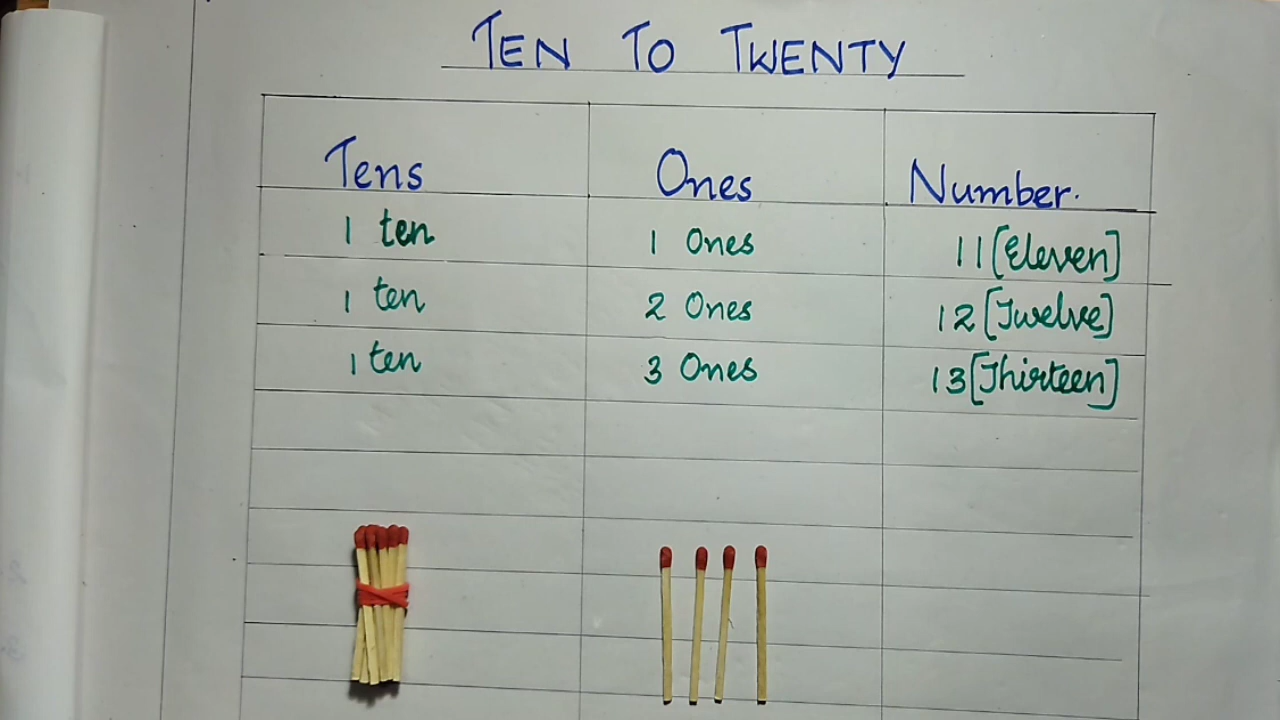 TEN TO TWENTY
Tens Ones Number.
1 ten 1 Ones 11 [Eleven]
1 ten 2 Ones 12 [Twelve]
1 ten 3 Ones 13 [Thirteen]